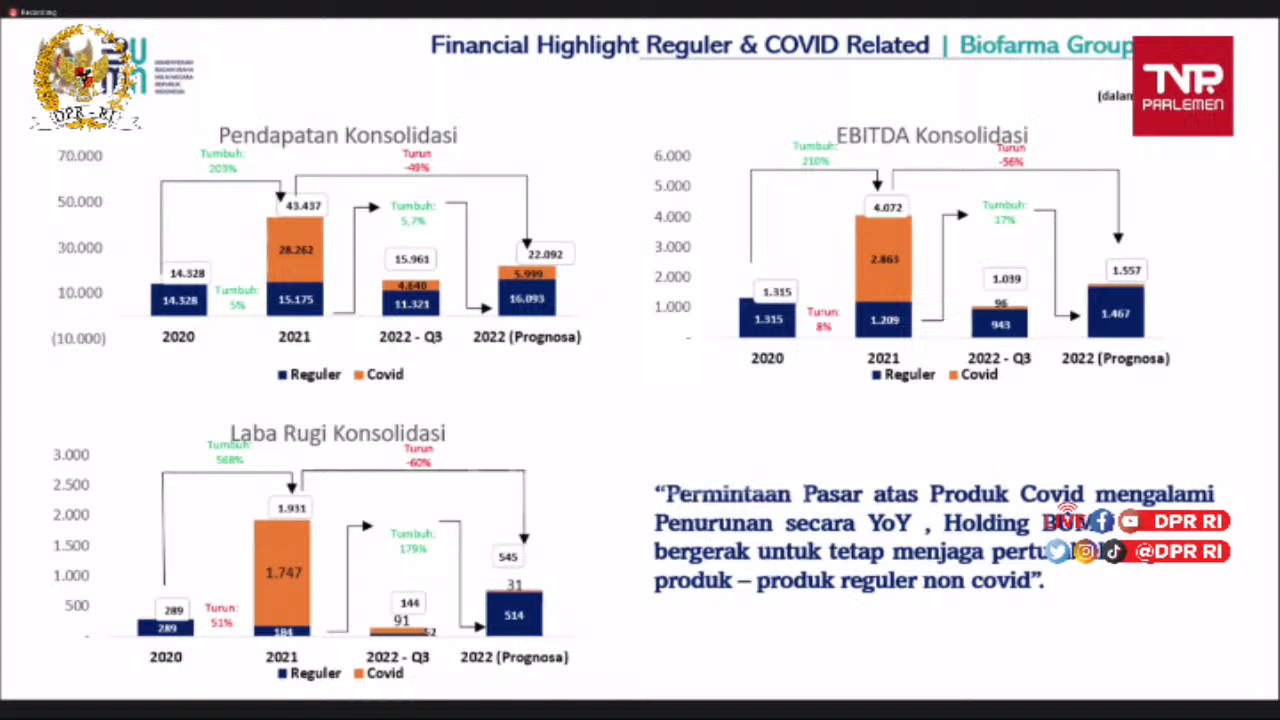 Recording
KEMENTERIAN
BADAN USAHA
MILIK NEGARA
REPUBLIK
INDONESIA
DPR - RI
Financial Highlight Reguler & COVID Related | Biofarma Group
TVR
PARLEMEN
(dalam
Pendapatan Konsolidasi
70.000
50.000
30.000
10.000
(10.000)
Tumbuh:
203%
Turun
-49%
43.437
Tumbuh:
5,7%
28.262
15.961
22.092
14.328
4.640
5.999
14.328
Tumbuh:
5%
15.175
11.321
16.093
2020
2021
2022 - Q3
2022 (Prognosa)
Reguler
Covid
EBITDA Konsolidasi
6.000
5.000
4.000
3.000
2.000
1.000
-
Tumbuh:
210%
Turun
-56%
4.072
Tumbuh:
17%
2.863
1.039
1.557
1.315
96
1.315
Turun:
8%
1.209
943
1.467
2020
2021
2022 - Q3
2022 (Prognosa)
Reguler
Covid
Laba Rugi Konsolidasi
3.000
2.500
2.000
1.500
1.000
500
-
Tumbuh:
568%
Turun
-60%
1.931
Tumbuh:
179%
1.747
545
31
289
144
91
289
Turun:
51%
184
52
514
2020
2021
2022 - Q3
2022 (Prognosa)
Reguler
Covid
“Permintaan Pasar atas Produk Covid mengalami
Penurunan secara YoY , Holding
bergerak untuk tetap menjaga
produk – produk reguler non covid”.
DPR RI
@DPR RI